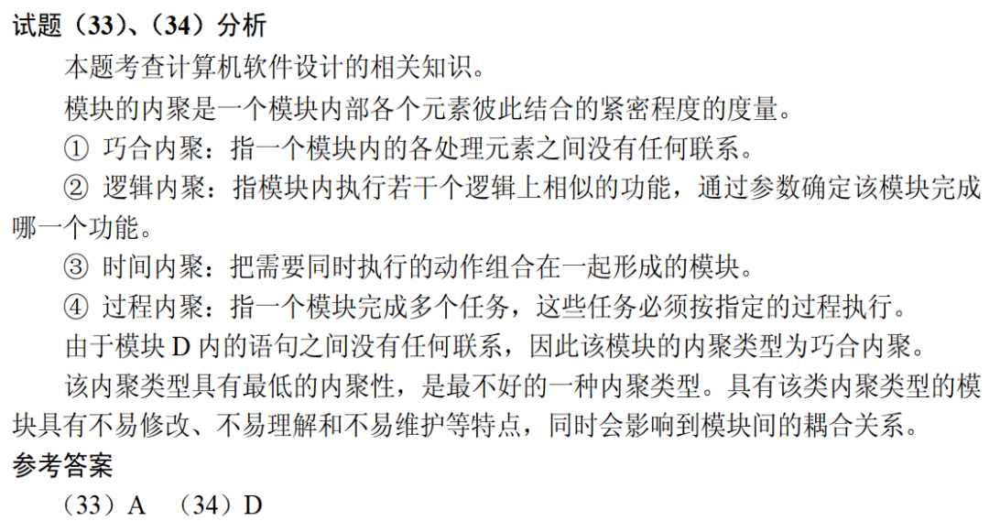 试题（33）、（34）分析
本题考查计算机软件设计的相关知识。
模块的内聚是一个模块内部各个元素彼此结合的紧密程度的度量。
① 巧合内聚：指一个模块内的各处理元素之间没有任何联系。
② 逻辑内聚：指模块内执行若干个逻辑上相似的功能，通过参数确定该模块完成
哪一个功能。
③ 时间内聚：把需要同时执行的动作组合在一起形成的模块。
④ 过程内聚：指一个模块完成多个任务，这些任务必须按指定的过程执行。
由于模块 D 内的语句之间没有任何联系，因此该模块的内聚类型为巧合内聚。
该内聚类型具有最低的内聚性，是最不好的一种内聚类型。具有该类内聚类型的模
块具有不易修改、不易理解和不易维护等特点，同时会影响到模块间的耦合关系。
参考答案
（33）A （34）D